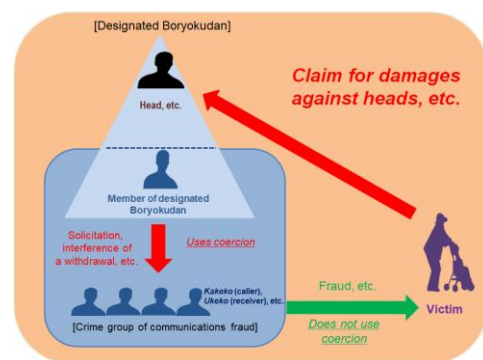 [Designated Boryokudan]
Claim for damages
against heads, etc.
Head, etc.
Member of designated
Boryokudan
Solicitation,
interference of
a withdrawal, etc.
Uses coercion
Kakeko (caller),
Ukeko (receiver), etc.
[Crime group of communications fraud]
Fraud, etc.
Does not use
coercion
Victim